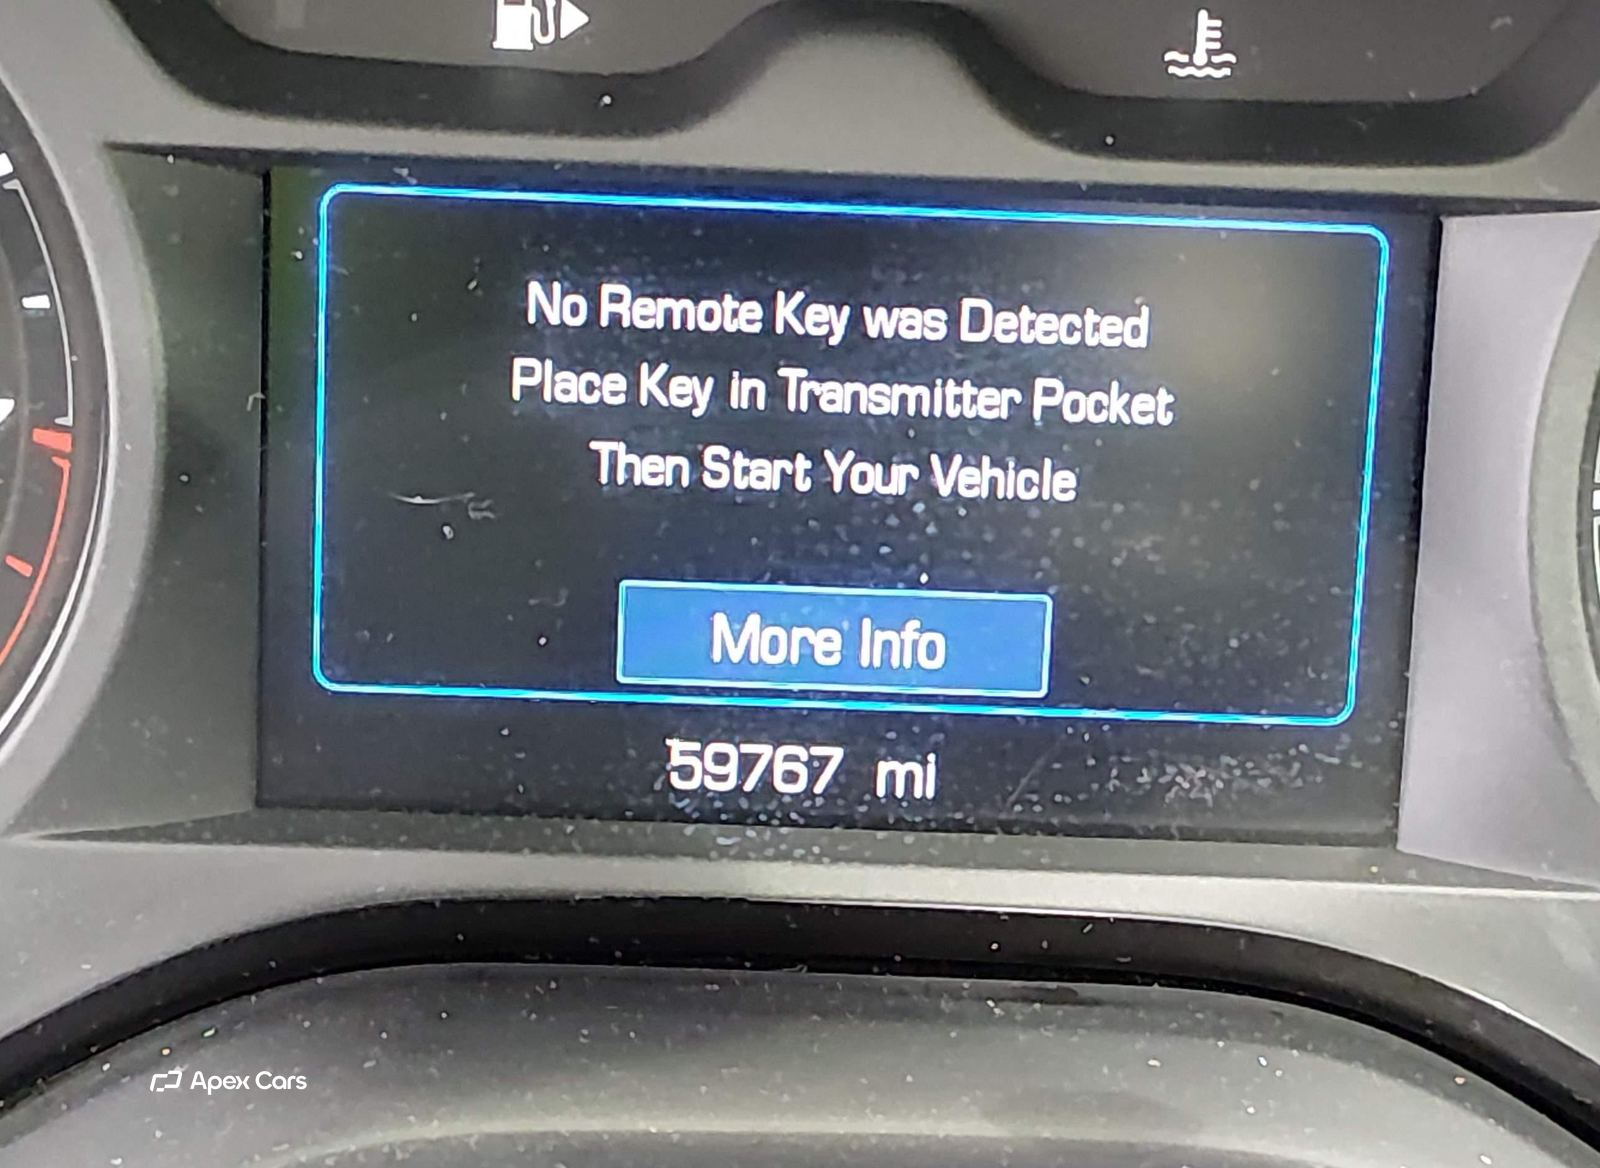 No Remote Key was Detected
Place Key in Transmitter Pocket
Then Start Your Vehicle
More Info
59767 mi
Apex Cars